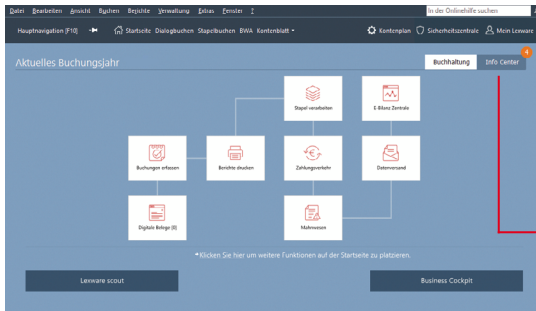 Datei Bearbeiten Ansicht Buchen Berichte Verwaltung Extras Fenster ?
In der Onlinehilfe suchen
Hauptnavigation [F10] Startseite Dialogbuchen Stapelbuchen BWA Kontenblatt Kontenplan Sicherheitszentrale Mein Lexware
4
Aktuelles Buchungsjahr
Buchhaltung Info Center
Stapel verarbeiten E-Bilanz Zentrale
Buchungen erfassen Berichte drucken Zahlungsverkehr Datenversand
Digitale Belege [0] Mahnwesen
Klicken Sie hier um weitere Funktionen auf der Startseite zu platzieren.
Lexware scout Business Cockpit